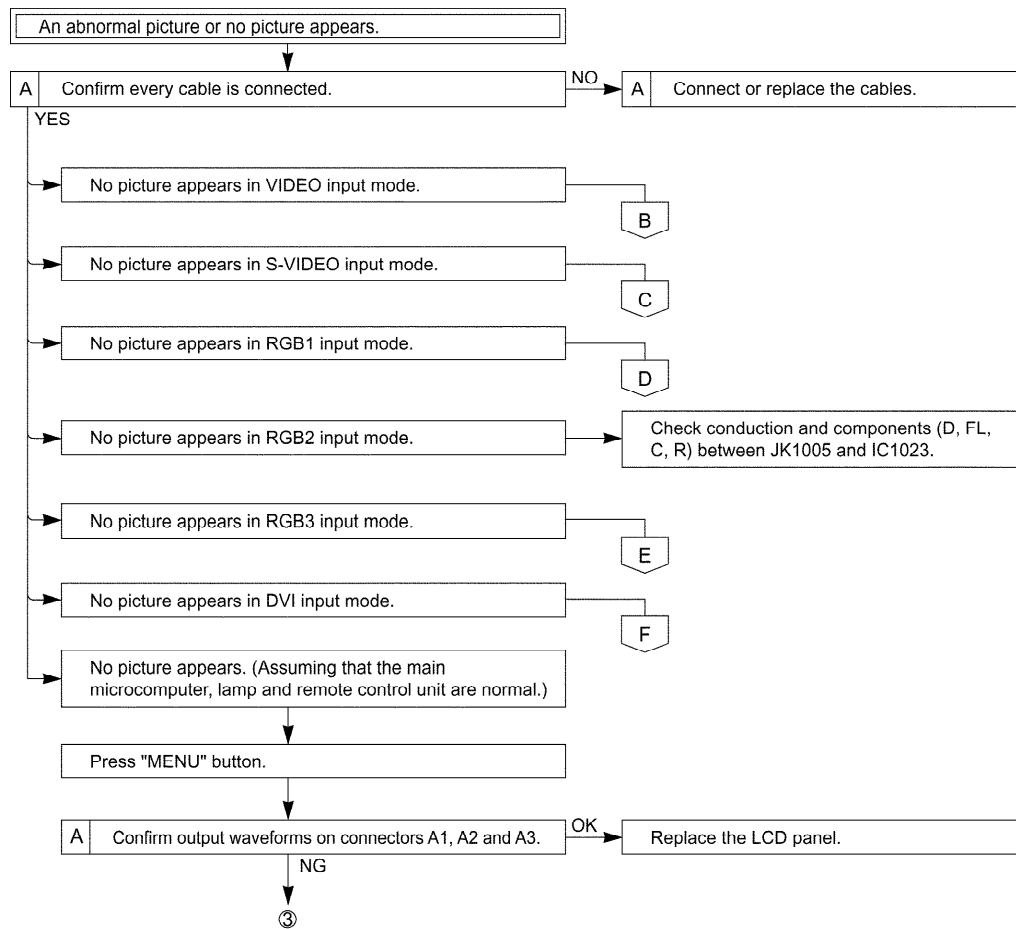 An abnormal picture or no picture appears.
A Confirm every cable is connected.
NO
A Connect or replace the cables.
YES
No picture appears in VIDEO input mode.
B
No picture appears in S-VIDEO input mode.
C
No picture appears in RGB1 input mode.
D
No picture appears in RGB2 input mode.
Check conduction and components (D, FL,
C, R) between JK1005 and IC1023.
No picture appears in RGB3 input mode.
E
No picture appears in DVI input mode.
F
No picture appears. (Assuming that the main
microcomputer, lamp and remote control unit are normal.)
Press "MENU" button.
A Confirm output waveforms on connectors A1, A2 and A3.
OK
Replace the LCD panel.
NG
③